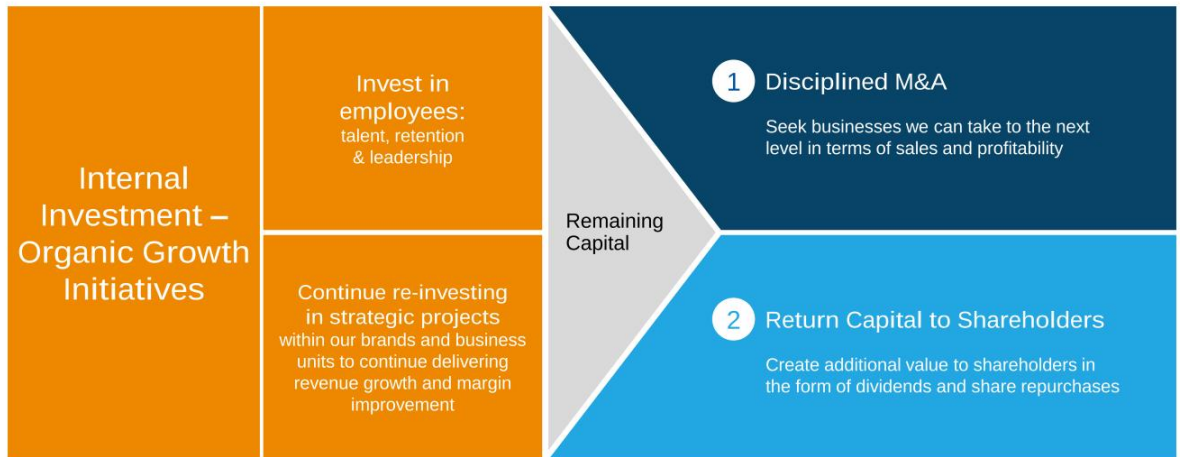 Internal
Investment –
Organic Growth
Initiatives
Invest in
employees:
talent, retention
& leadership
Continue re-investing
in strategic projects
within our brands and business
units to continue delivering
revenue growth and margin
improvement
Remaining
Capital
1 Disciplined M&A
Seek businesses we can take to the next
level in terms of sales and profitability
2 Return Capital to Shareholders
Create additional value to shareholders in
the form of dividends and share repurchases